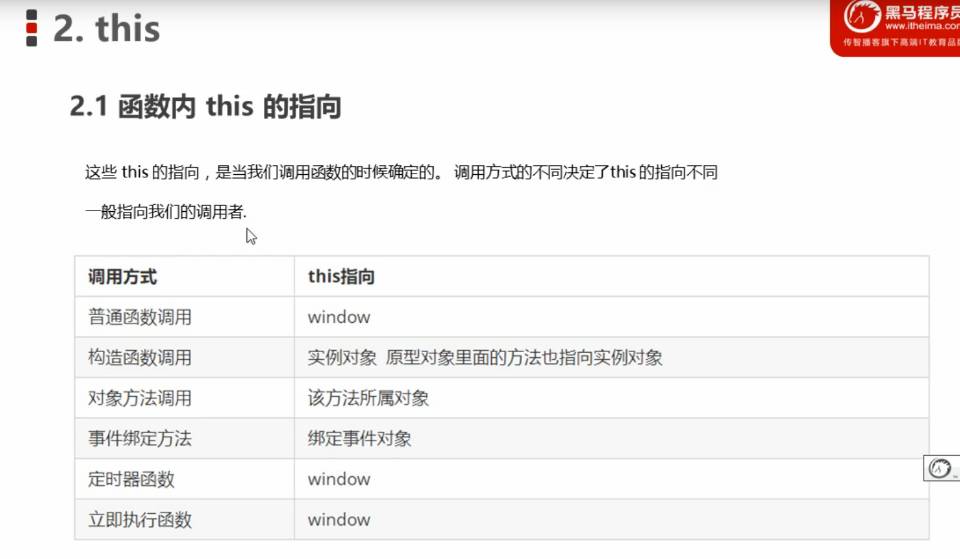 2. this
黑马程序员
www.itheima.com
传智播客旗下高端IT教育品牌
2.1 函数内 this 的指向
这些 this 的指向，是当我们调用函数的时候确定的。 调用方式的不同决定了this 的指向不同
一般指向我们的调用者.
调用方式 this指向
普通函数调用 window
构造函数调用 实例对象 原型对象里面的方法也指向实例对象
对象方法调用 该方法所属对象
事件绑定方法 绑定事件对象
定时器函数 window
立即执行函数 window